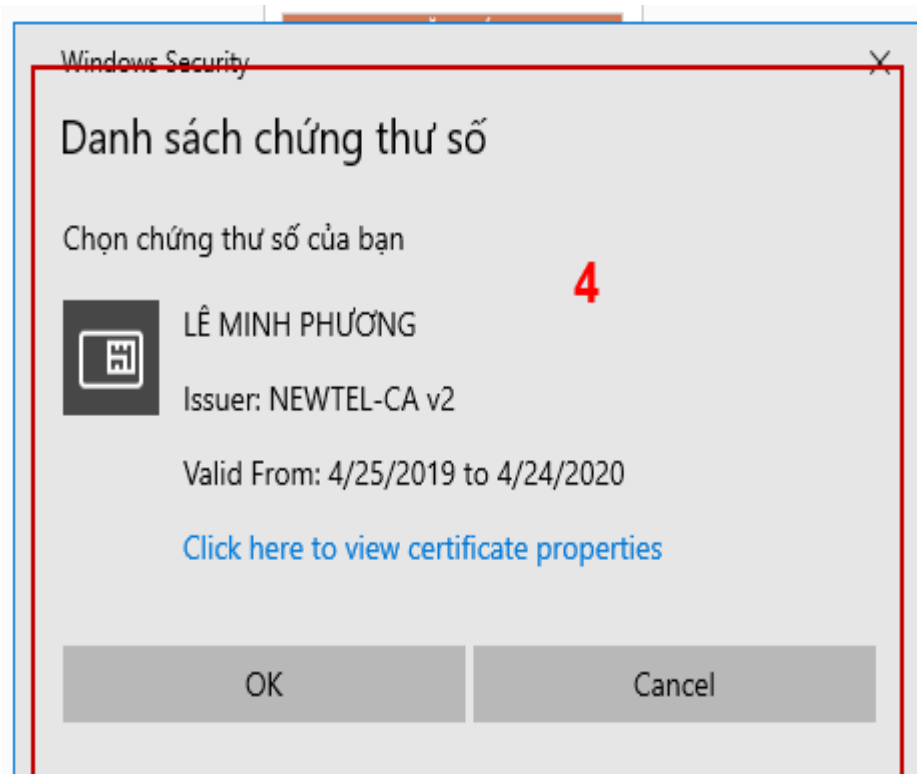 Windows Security
Danh sách chứng thư số
Chọn chứng thư số của bạn
4
LÊ MINH PHƯƠNG
Issuer: NEWTEL-CA v2
Valid From: 4/25/2019 to 4/24/2020
Click here to view certificate properties
OK
Cancel